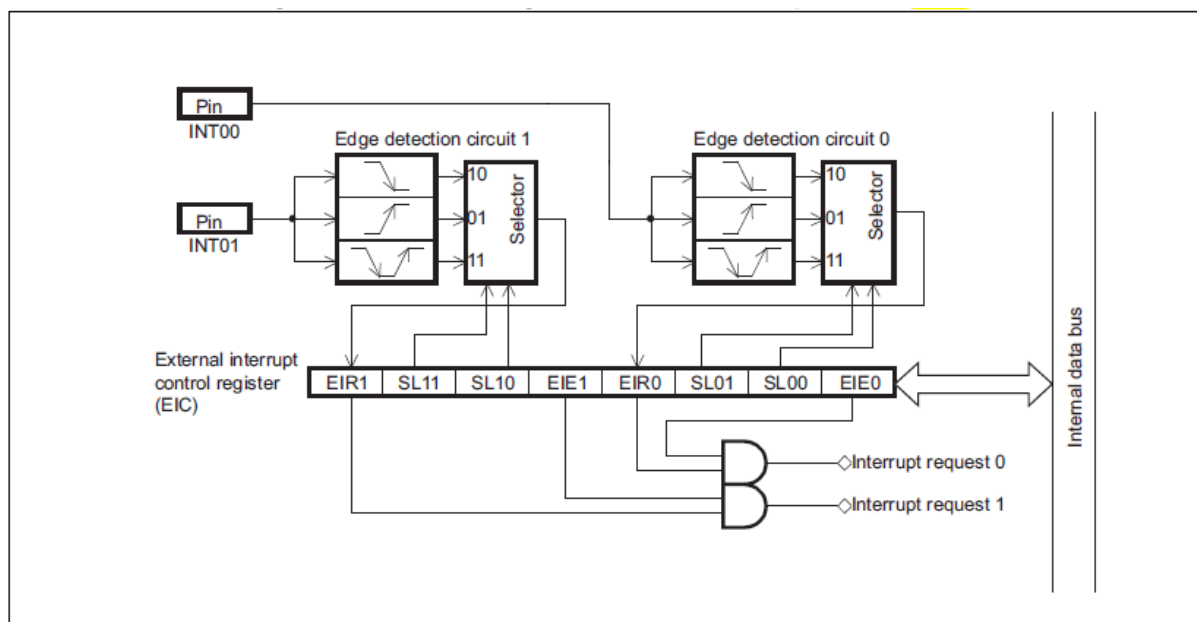 Pin
INT00
Edge detection circuit 1
Edge detection circuit 0
10
01
11
Selector
10
01
11
Selector
Pin
INT01
External interrupt
control register
(EIC)
EIR1 SL11 SL10 EIE1 EIR0 SL01 SL00 EIE0
Internal data bus
Interrupt request 0
Interrupt request 1